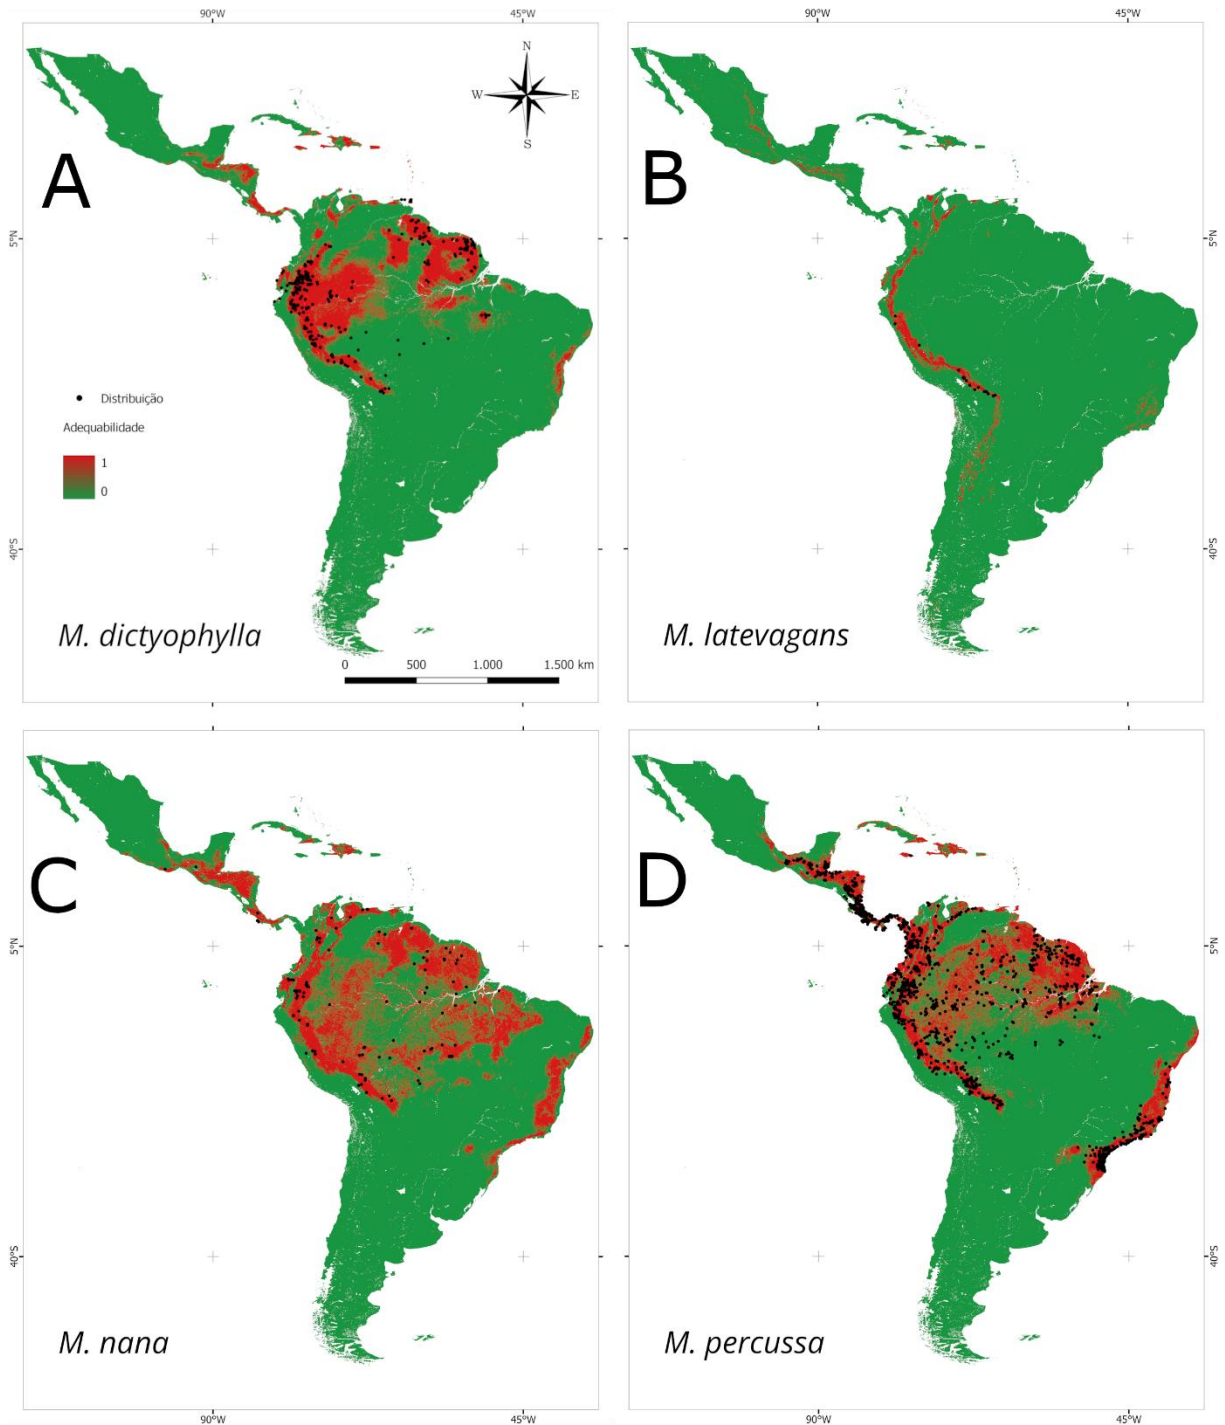 90°W 45°W 90°W 45°W
N
W E
S
A
B
5°N
5°N
• Distribuição
Adequabilidade
1
0
40°S
40°S
M. dictyophylla
M. latevagans
0 500 1.000 1.500 km
C
D
5°N
5°N
40°S
40°S
M. nana
M. percussa
90°W 45°W 90°W 45°W